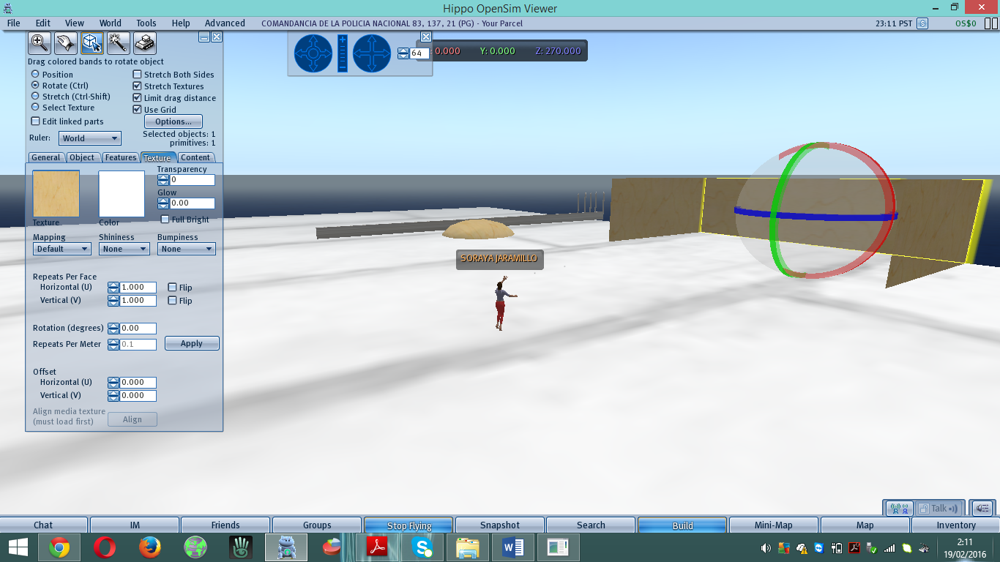 Hippo OpenSim Viewer
File Edit View World Tools Help Advanced COMANDANCIA DE LA POLICIA NACIONAL 83, 137, 21 (PG) - Your Parcel 23:11 PST S OS$0
64 0.000 Y: 0.000 Z: 270.000
Drag colored bands to rotate object
Position Stretch Both Sides
Rotate (Ctrl) Stretch Textures
Stretch (Ctrl-Shift) Limit drag distance
Select Texture Use Grid
Edit linked parts Options...
Ruler: World Selected objects: 1
primitives: 1
General Object Features Texture Content
Transparency
0
Glow
0.00
Texture Color Full Bright
Mapping Shininess Bumpiness
Default None None
Repeats Per Face
Horizontal (U) 1.000 Flip
Vertical (V) 1.000 Flip
Rotation (degrees) 0.00
Repeats Per Meter 0.1 Apply
Offset
Horizontal (U) 0.000
Vertical (V) 0.000
Align media texture
(must load first) Align
SORAYA JARAMILLO
Talk
Chat IM Friends Groups Stop Flying Snapshot Search Build Mini-Map Map Inventory
2:11
19/02/2016